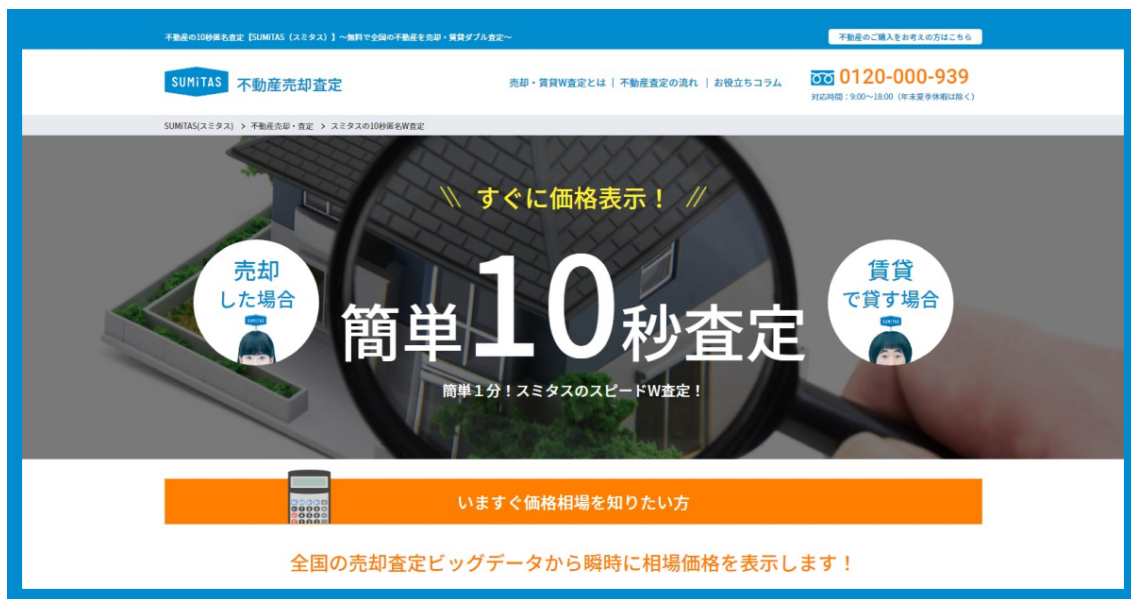 不動産の10秒匿名査定【SUMiTAS（スミタス）】～無料で全国の不動産を売却・賃貸ダブル査定～
不動産のご購入をお考えの方はこちら
SUMiTAS 不動産売却査定
売却・賃貸W査定とは | 不動産査定の流れ | お役立ちコラム
0120-000-939
対応時間：9:00～18:00（年末夏季休暇は除く）
SUMiTAS(スミタス) > 不動産売却・査定 > スミタスの10秒匿名W査定
\\ すぐに価格表示！ //
売却
した場合
SUMiTAS
簡単10秒査定
賃貸
で貸す場合
SUMiTAS
簡単１分！スミタスのスピードW査定！
いますぐ価格相場を知りたい方
全国の売却査定ビッグデータから瞬時に相場価格を表示します！